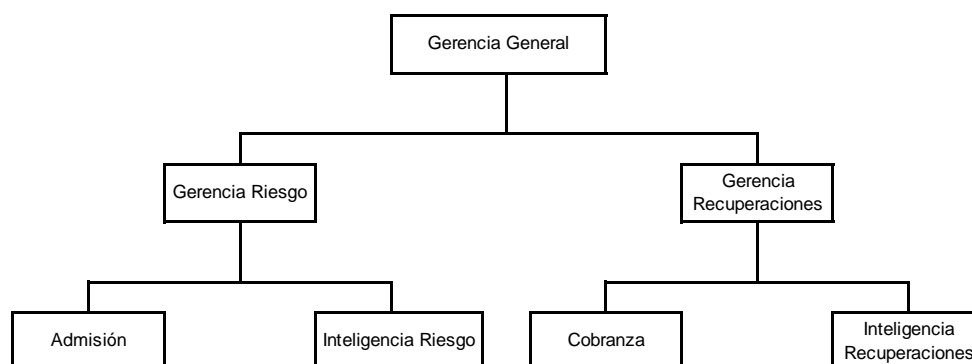 Gerencia General
Gerencia Riesgo
Gerencia
Recuperaciones
Admisión
Inteligencia Riesgo
Cobranza
Inteligencia
Recuperaciones